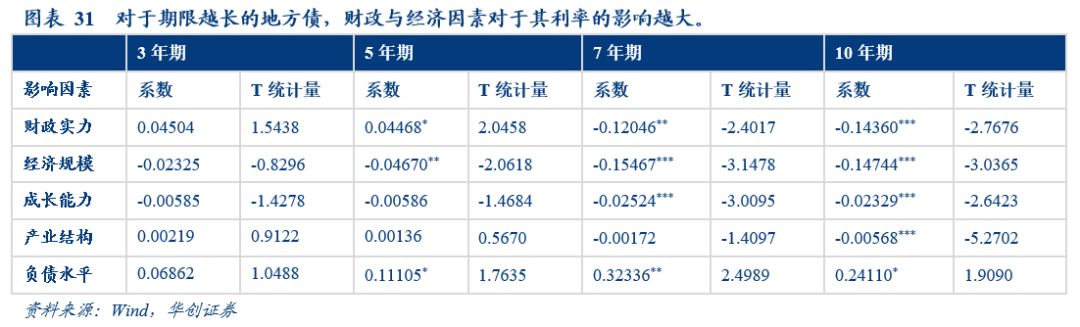 图表 31 对于期限越长的地方债，财政与经济因素对于其利率的影响越大。
3 年期 5 年期 7 年期 10 年期
影响因素 系数 T 统计量 系数 T 统计量 系数 T 统计量 系数 T 统计量
财政实力 0.04504 1.5438 0.04468* 2.0458 -0.12046** -2.4017 -0.14360*** -2.7676
经济规模 -0.02325 -0.8296 -0.04670** -2.0618 -0.15467*** -3.1478 -0.14744*** -3.0365
成长能力 -0.00585 -1.4278 -0.00586 -1.4684 -0.02524*** -3.0095 -0.02329*** -2.6423
产业结构 0.00219 0.9122 0.00136 0.5670 -0.00172 -1.4097 -0.00568*** -5.2702
负债水平 0.06862 1.0488 0.11105* 1.7635 0.32336** 2.4989 0.24110* 1.9090
资料来源：Wind，华创证券